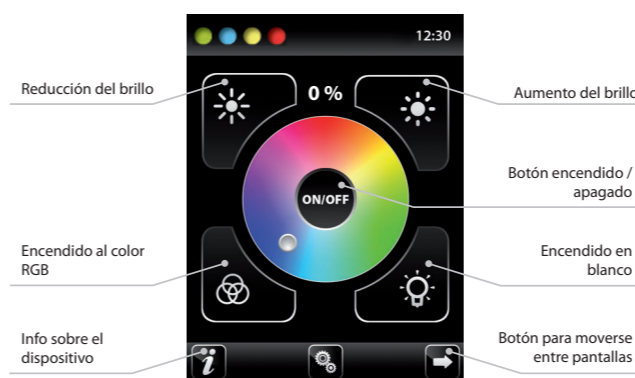 12:30
Reducción del brillo
0 %
Aumento del brillo
Botón encendido /
apagado
ON/OFF
Encendido al color
RGB
Encendido en
blanco
Info sobre el
dispositivo
Botón para moverse
entre pantallas
i